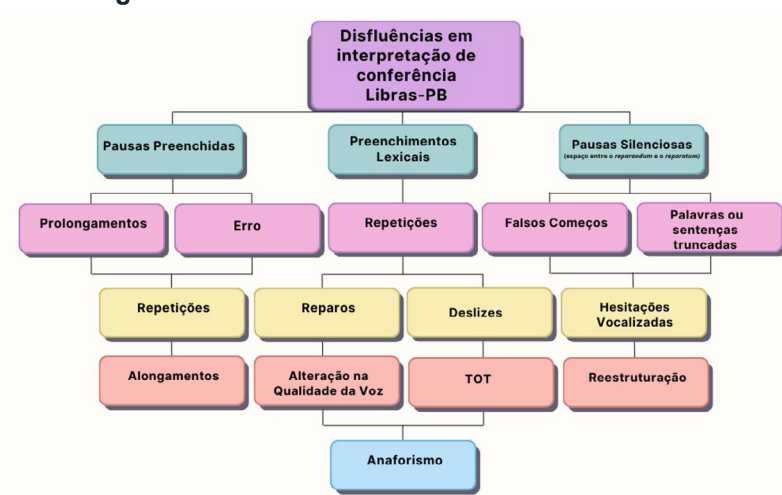 Disfluências em
interpretação de
conferência
Libras-PB
Pausas Preenchidas
Preenchimentos
Lexicais
Pausas Silenciosas
(espaço entre o reparandum e o reparatum)
Prolongamentos
Erro
Repetições
Falsos Começos
Palavras ou
sentenças
truncadas
Repetições
Reparos
Deslizes
Hesitações
Vocalizadas
Alongamentos
Alteração na
Qualidade da Voz
TOT
Reestruturação
Anaforismo